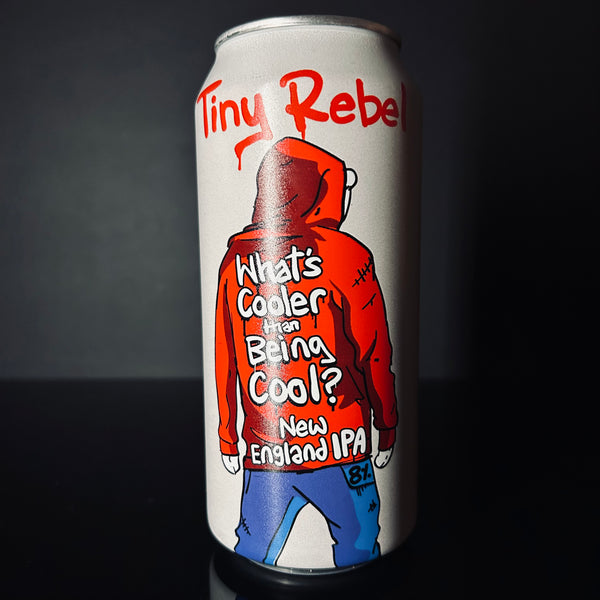 Tiny Rebel
What's
Cooler
than
Being
Cool?
New
England IPA
8%